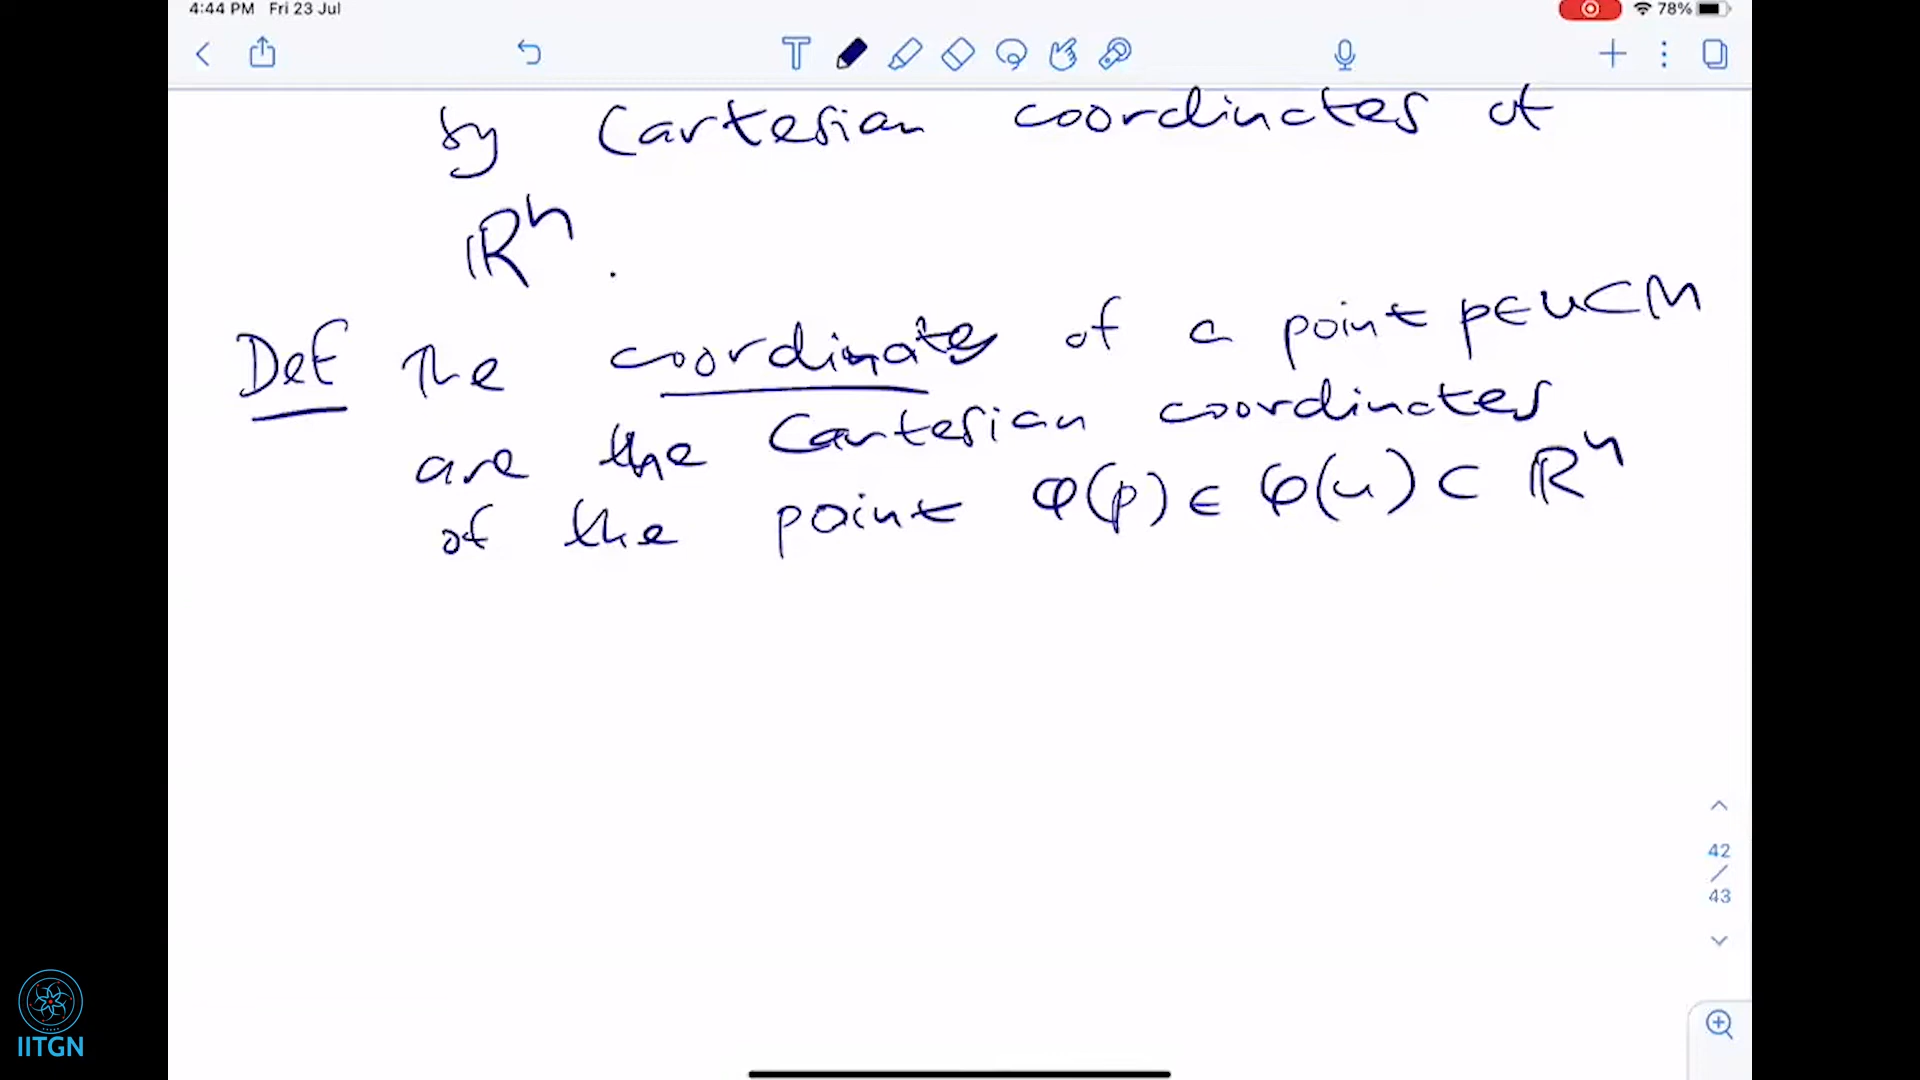 4:44 PM Fri 23 Jul
78%
by Cartesian coordinates of
ℝⁿ.
Def The coordinates of a point p∈U⊂M
are the Cartesian coordinates
of the point φ(p) ∈ φ(U) ⊂ ℝⁿ
42
/
43
IITGN